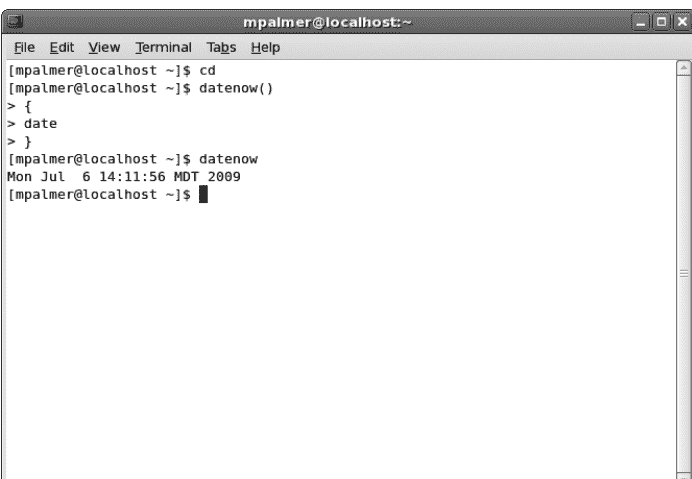 mpalmer@localhost:~
File Edit View Terminal Tabs Help
[mpalmer@localhost ~]$ cd
[mpalmer@localhost ~]$ datenow()
> {
> date
> }
[mpalmer@localhost ~]$ datenow
Mon Jul  6 14:11:56 MDT 2009
[mpalmer@localhost ~]$